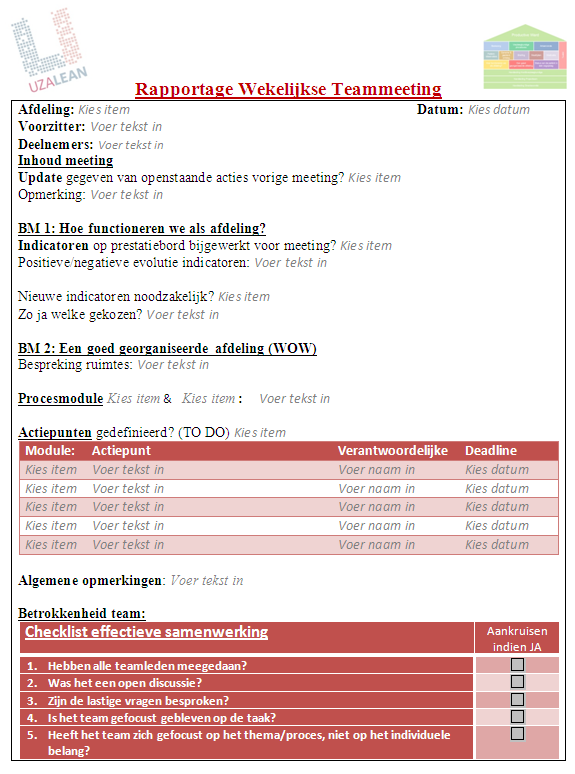 UZALEAN
Rapportage Wekelijkse Teammeeting
Afdeling: Kies item Datum: Kies datum
Voorzitter: Voer tekst in
Deelnemers: Voer tekst in
Inhoud meeting
Update gegeven van openstaande acties vorige meeting? Kies item
Opmerking: Voer tekst in
BM 1: Hoe functioneren we als afdeling?
Indicatoren op prestatiebord bijgewerkt voor meeting? Kies item
Positieve/negatieve evolutie indicatoren: Voer tekst in
Nieuwe indicatoren noodzakelijk? Kies item
Zo ja welke gekozen? Voer tekst in
BM 2: Een goed georganiseerde afdeling (WOW)
Bespreking ruimtes: Voer tekst in
Procesmodule Kies item & Kies item : Voer tekst in
Actiepunten gedefinieerd? (TO DO) Kies item
Module: Actiepunt Verantwoordelijke Deadline
Kies item Voer tekst in Voer naam in Kies datum
Kies item Voer tekst in Voer naam in Kies datum
Kies item Voer tekst in Voer naam in Kies datum
Kies item Voer tekst in Voer naam in Kies datum
Kies item Voer tekst in Voer naam in Kies datum
Algemene opmerkingen: Voer tekst in
Betrokkenheid team:
Checklist effectieve samenwerking Aankruisen
indien JA
1. Hebben alle teamleden meegedaan?
2. Was het een open discussie?
3. Zijn de lastige vragen besproken?
4. Is het team gefocust gebleven op de taak?
5. Heeft het team zich gefocust op het thema/proces, niet op het individuele
belang?